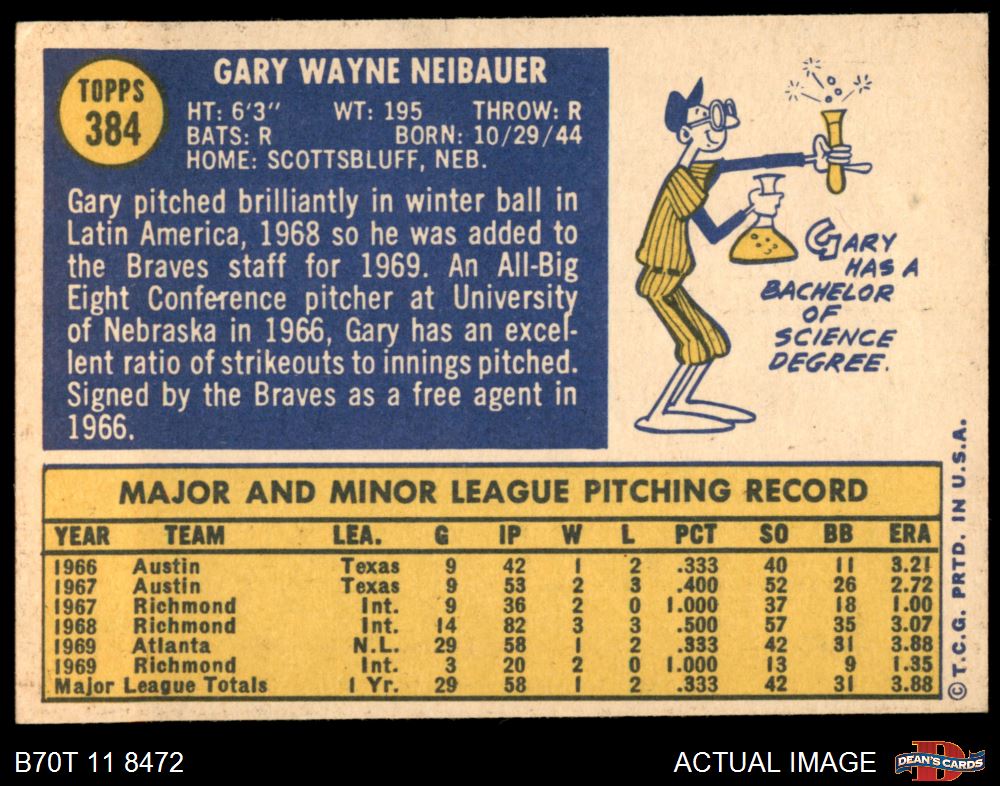 TOPPS
384
GARY WAYNE NEIBAUER
HT: 6'3" WT: 195 THROW: R
BATS: R BORN: 10/29/44
HOME: SCOTTSBLUFF, NEB.
Gary pitched brilliantly in winter ball in
Latin America, 1968 so he was added to
the Braves staff for 1969. An All-Big
Eight Conference pitcher at University
of Nebraska in 1966, Gary has an excel-
lent ratio of strikeouts to innings pitched.
Signed by the Braves as a free agent in
1966.
GARY
HAS A
BACHELOR
OF
SCIENCE
DEGREE.
MAJOR AND MINOR LEAGUE PITCHING RECORD
YEAR TEAM LEA. G IP W L PCT SO BB ERA
1966 Austin Texas 9 42 1 2 .333 40 11 3.21
1967 Austin Texas 9 53 2 3 .400 52 26 2.72
1967 Richmond Int. 9 36 2 0 1.000 37 18 1.00
1968 Richmond Int. 14 82 3 3 .500 57 35 3.07
1969 Atlanta N.L. 29 58 1 2 .333 42 31 3.88
1969 Richmond Int. 3 20 2 0 1.000 13 9 1.35
Major League Totals 1 Yr. 29 58 1 2 .333 42 31 3.88
© T.C.G. PRTD. IN U.S.A.
B70T 11 8472
ACTUAL IMAGE
D
DEAN'S CARDS